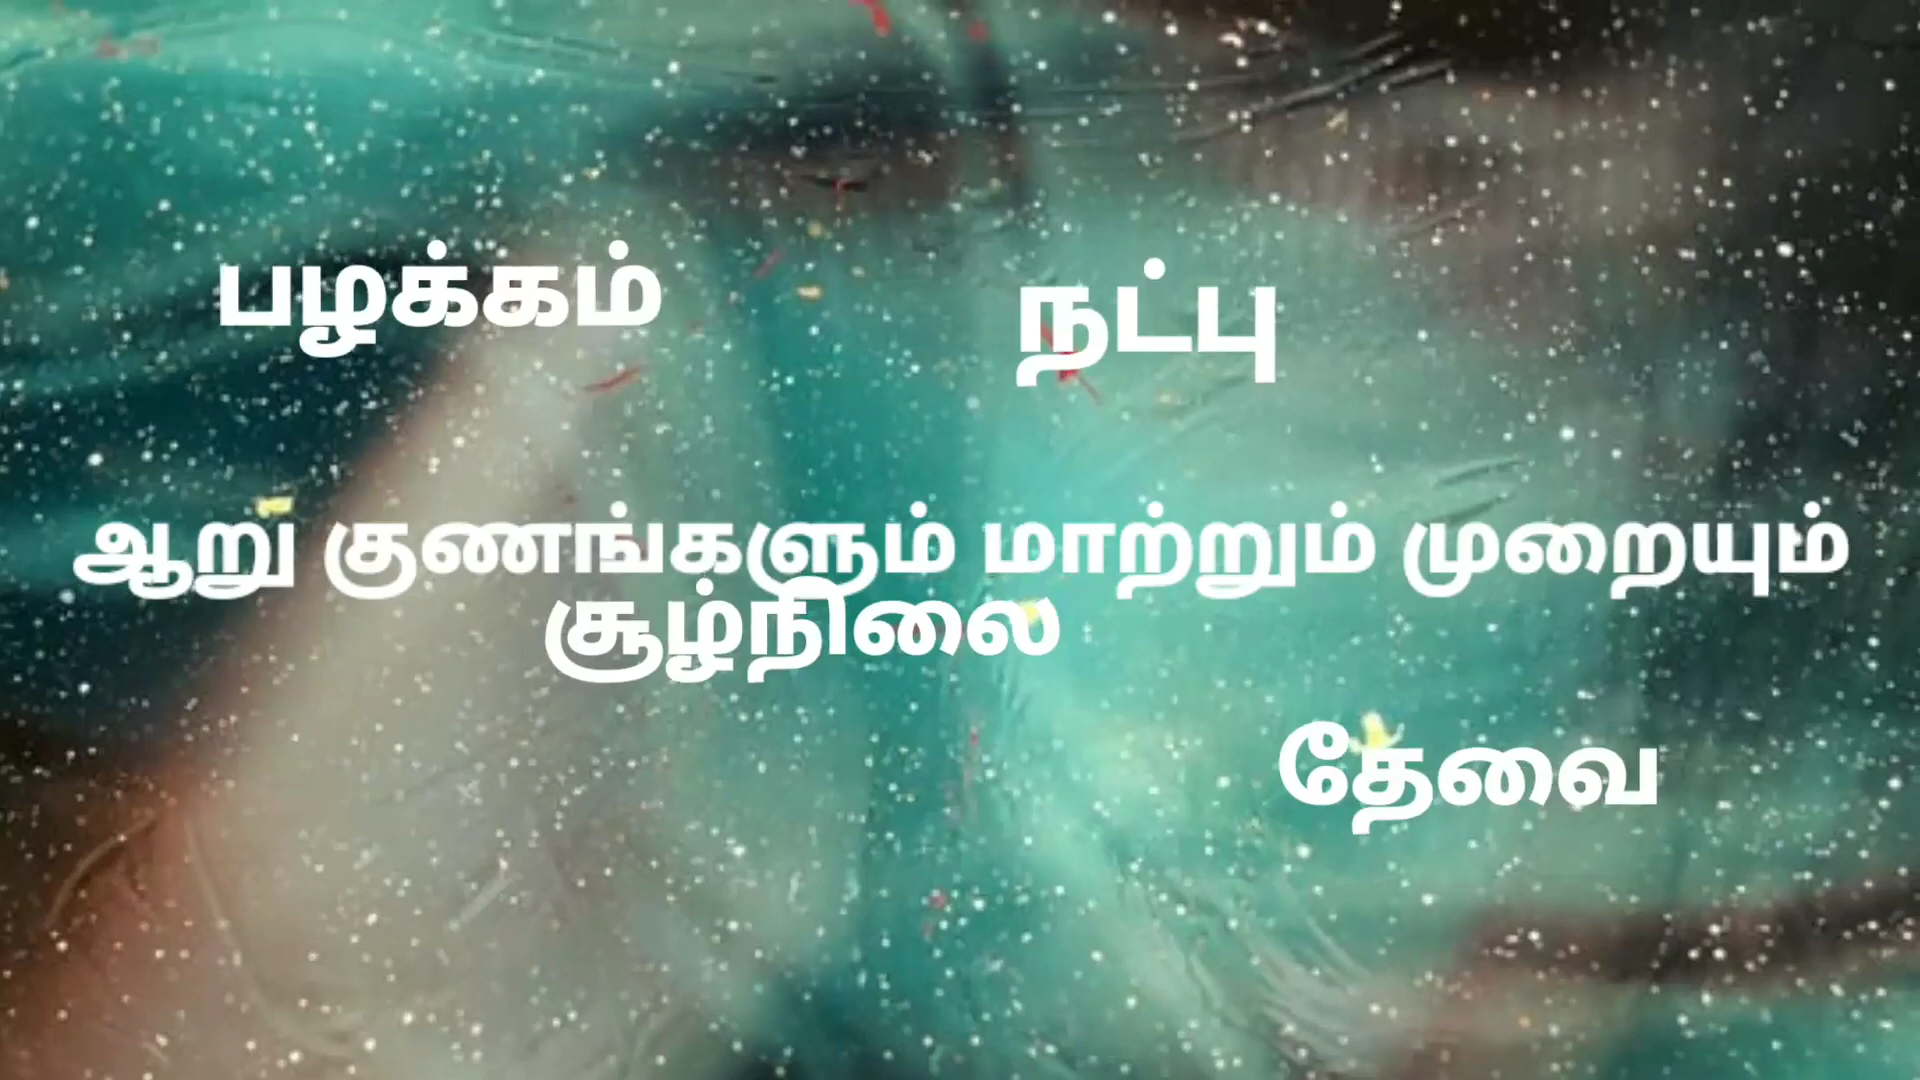 பழக்கம்
நட்பு
ஆறு குணங்களும் மாற்றும் முறையும்
சூழ்நிலை
தேவை